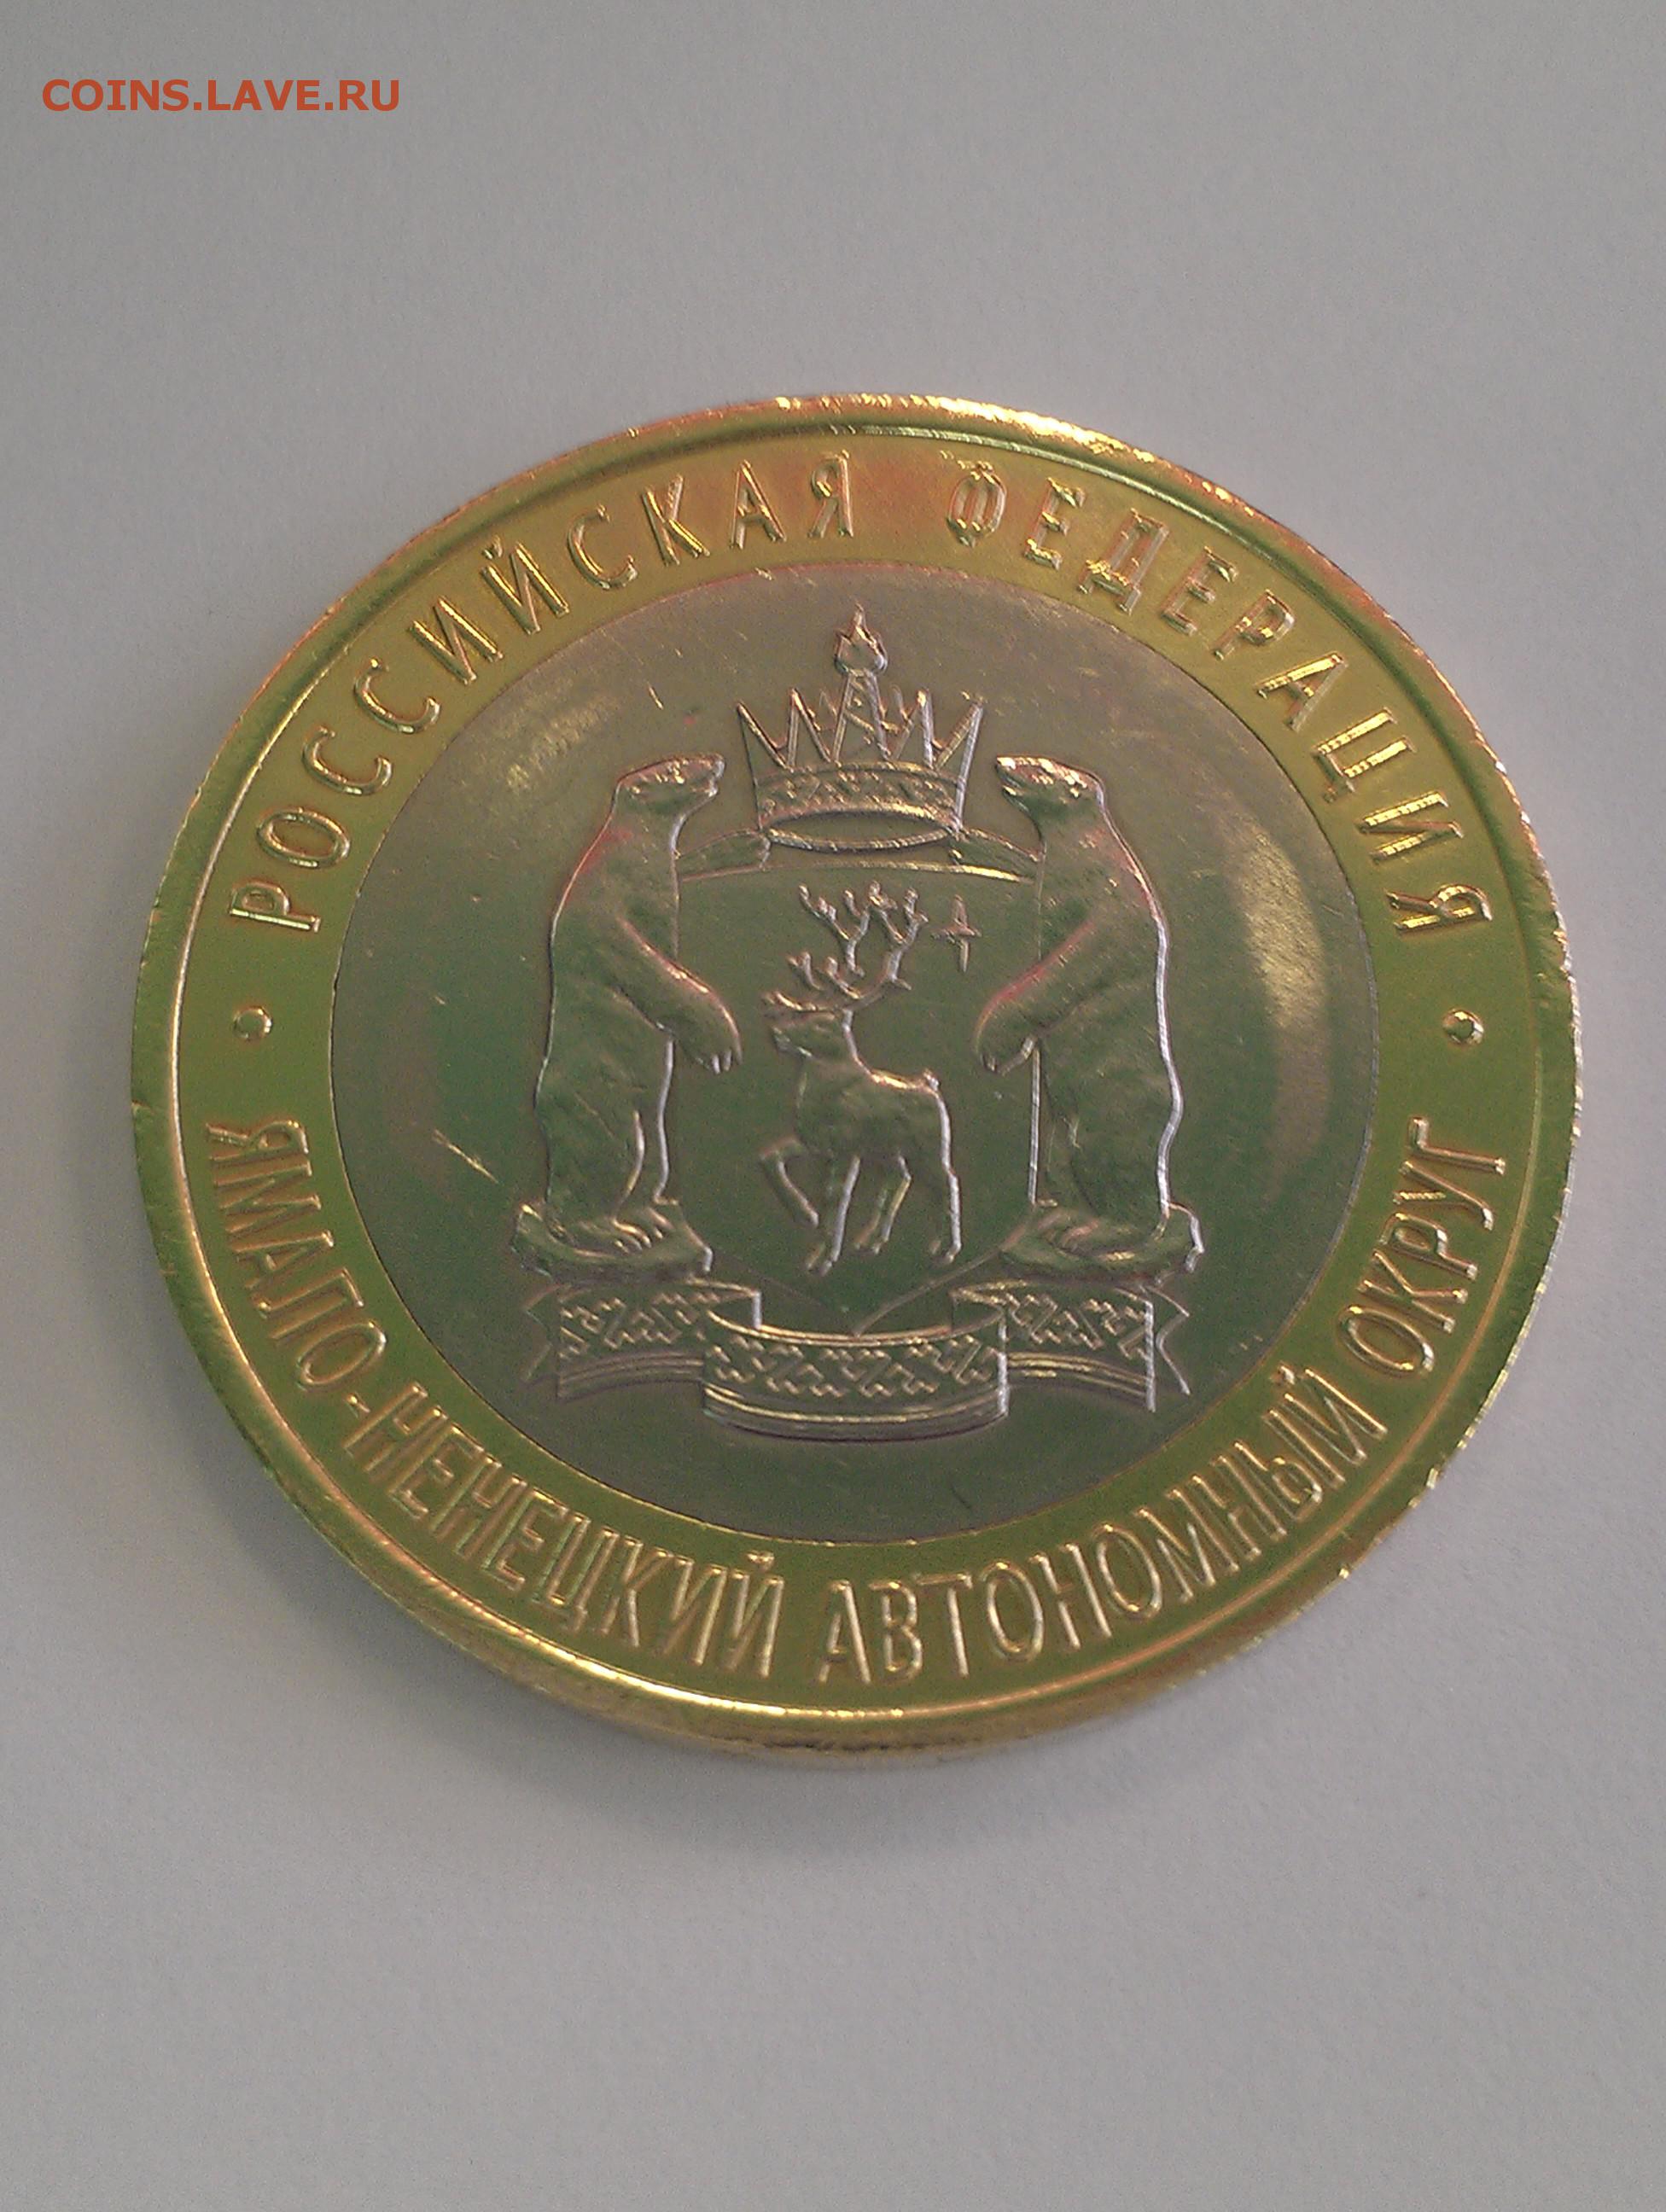 COINS.LAVE.RU
• РОССИЙСКАЯ ФЕДЕРАЦИЯ •
ЯМАЛО-НЕНЕЦКИЙ АВТОНОМНЫЙ ОКРУГ